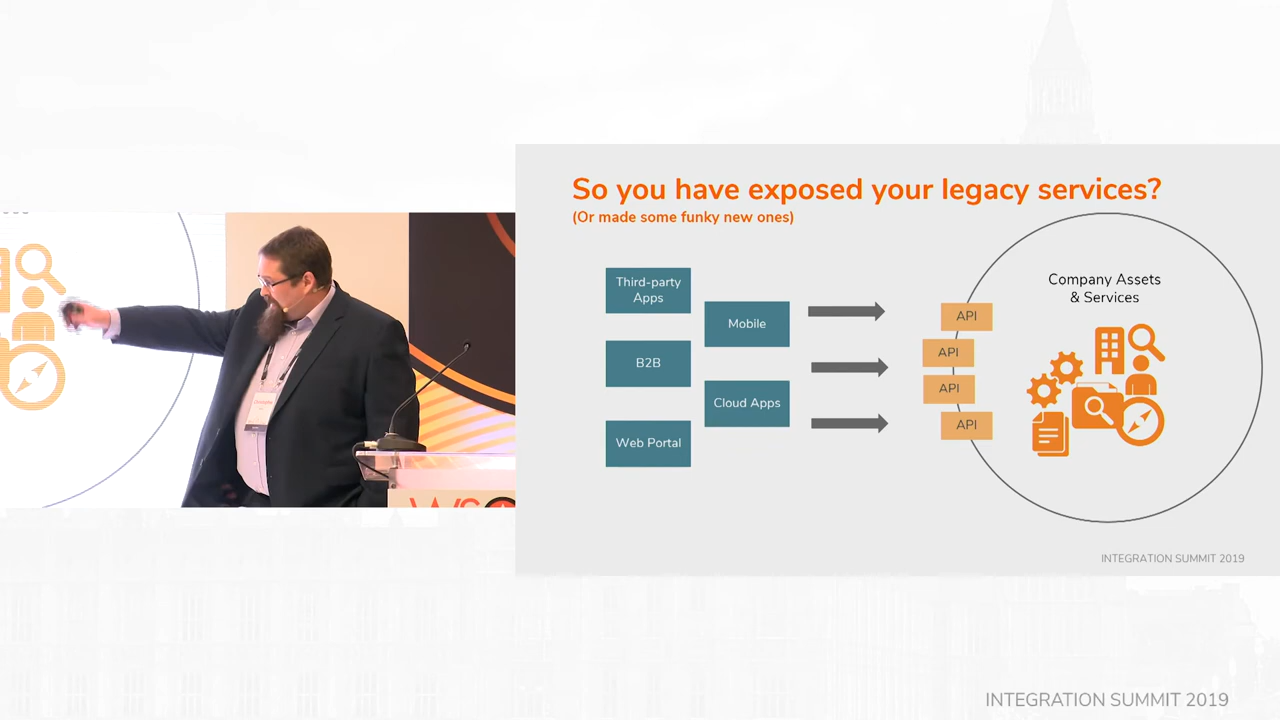 So you have exposed your legacy services?
(Or made some funky new ones)
Third-party
Apps
Mobile
B2B
Cloud Apps
Web Portal
API
API
API
API
Company Assets
& Services
INTEGRATION SUMMIT 2019
INTEGRATION SUMMIT 2019